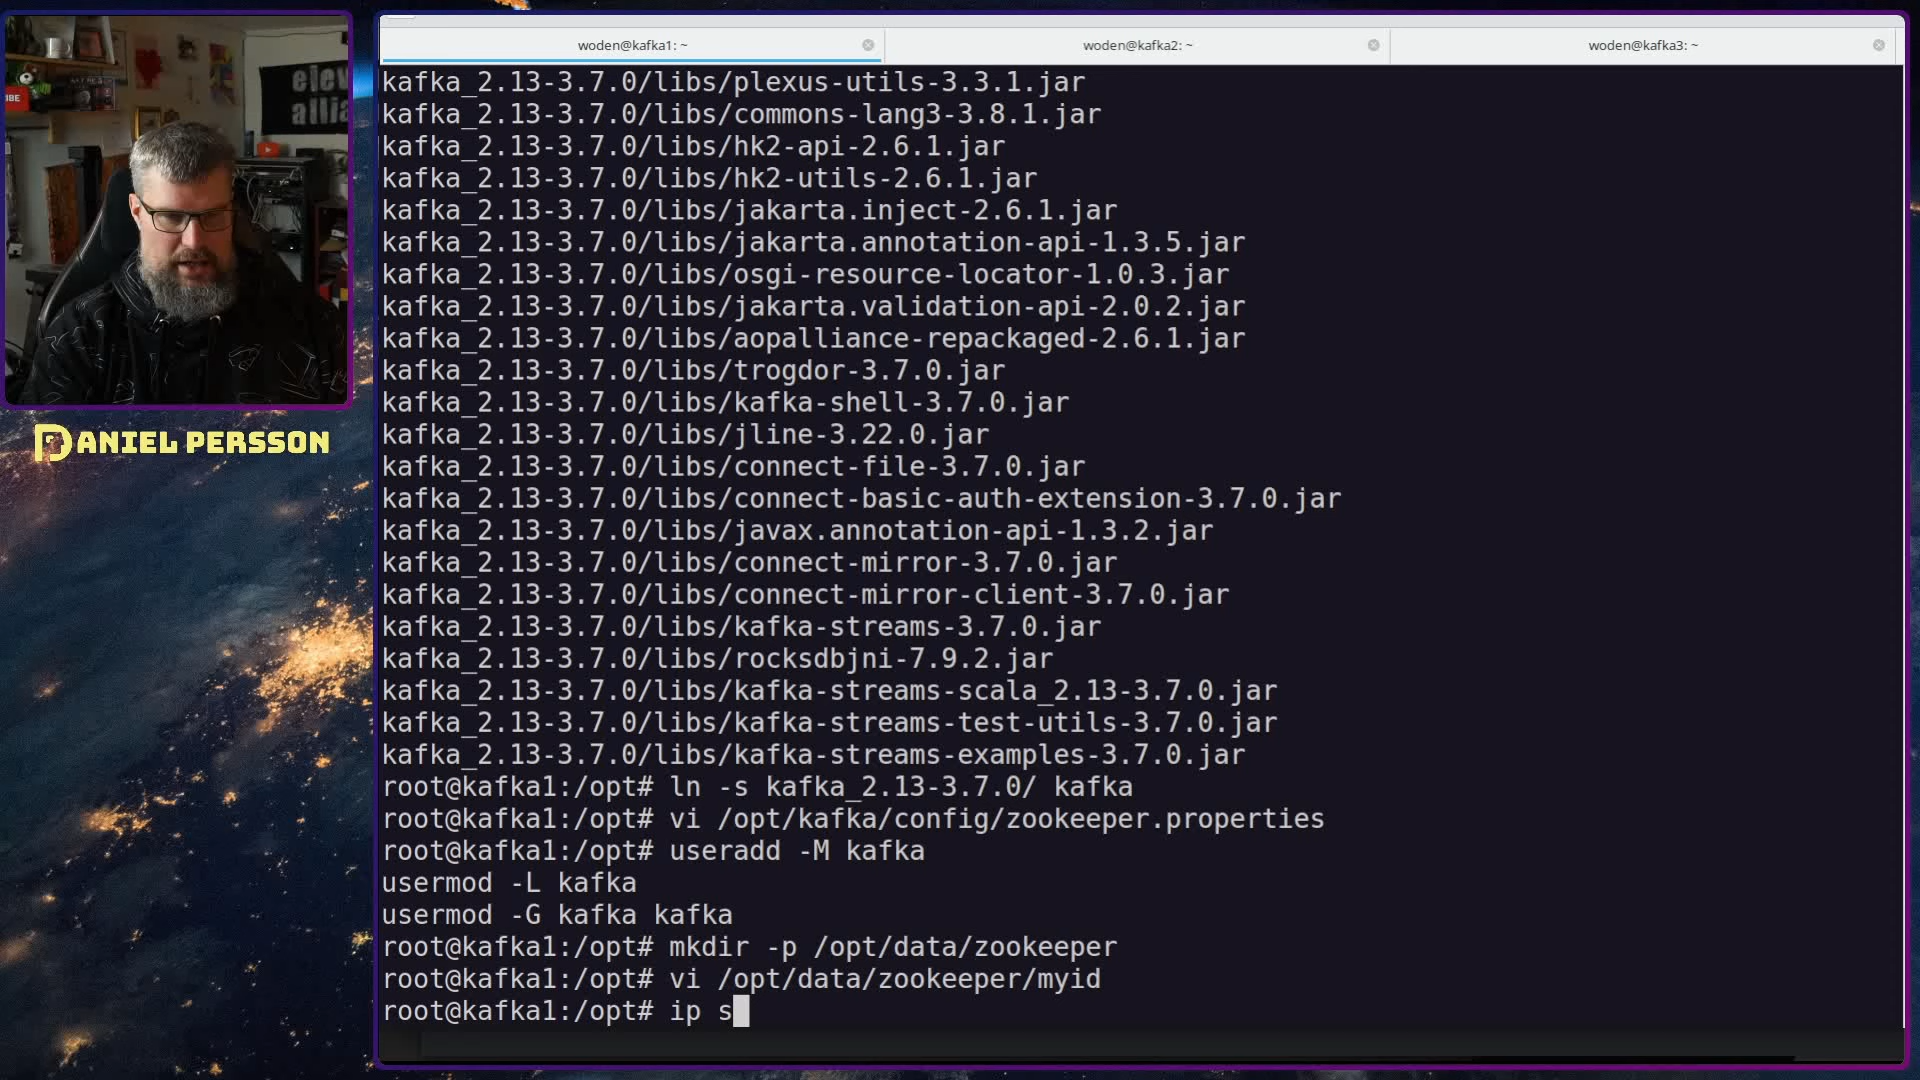 woden@kafka1: ~
woden@kafka2: ~
woden@kafka3: ~
kafka_2.13-3.7.0/libs/plexus-utils-3.3.1.jar
kafka_2.13-3.7.0/libs/commons-lang3-3.8.1.jar
kafka_2.13-3.7.0/libs/hk2-api-2.6.1.jar
kafka_2.13-3.7.0/libs/hk2-utils-2.6.1.jar
kafka_2.13-3.7.0/libs/jakarta.inject-2.6.1.jar
kafka_2.13-3.7.0/libs/jakarta.annotation-api-1.3.5.jar
kafka_2.13-3.7.0/libs/osgi-resource-locator-1.0.3.jar
kafka_2.13-3.7.0/libs/jakarta.validation-api-2.0.2.jar
kafka_2.13-3.7.0/libs/aopalliance-repackaged-2.6.1.jar
kafka_2.13-3.7.0/libs/trogdor-3.7.0.jar
kafka_2.13-3.7.0/libs/kafka-shell-3.7.0.jar
kafka_2.13-3.7.0/libs/jline-3.22.0.jar
kafka_2.13-3.7.0/libs/connect-file-3.7.0.jar
kafka_2.13-3.7.0/libs/connect-basic-auth-extension-3.7.0.jar
kafka_2.13-3.7.0/libs/javax.annotation-api-1.3.2.jar
kafka_2.13-3.7.0/libs/connect-mirror-3.7.0.jar
kafka_2.13-3.7.0/libs/connect-mirror-client-3.7.0.jar
kafka_2.13-3.7.0/libs/kafka-streams-3.7.0.jar
kafka_2.13-3.7.0/libs/rocksdbjni-7.9.2.jar
kafka_2.13-3.7.0/libs/kafka-streams-scala_2.13-3.7.0.jar
kafka_2.13-3.7.0/libs/kafka-streams-test-utils-3.7.0.jar
kafka_2.13-3.7.0/libs/kafka-streams-examples-3.7.0.jar
root@kafka1:/opt# ln -s kafka_2.13-3.7.0/ kafka
root@kafka1:/opt# vi /opt/kafka/config/zookeeper.properties
root@kafka1:/opt# useradd -M kafka
usermod -L kafka
usermod -G kafka kafka
root@kafka1:/opt# mkdir -p /opt/data/zookeeper
root@kafka1:/opt# vi /opt/data/zookeeper/myid
root@kafka1:/opt# ip s
DANIEL PERSSON